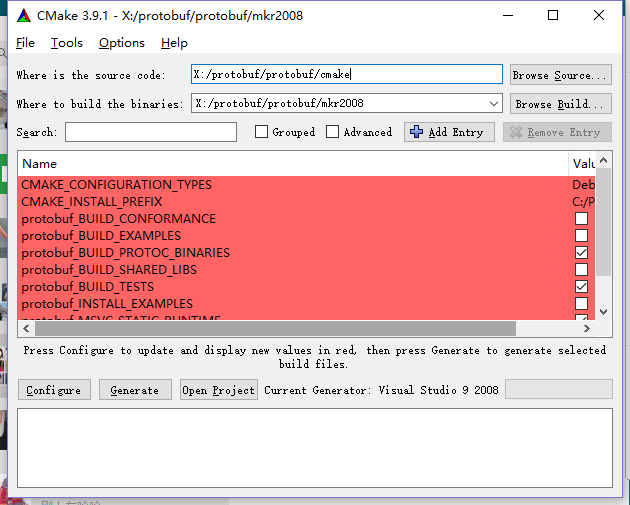 CMake 3.9.1 - X:/protobuf/protobuf/mkr2008
File Tools Options Help
Where is the source code: X:/protobuf/protobuf/cmake Browse Source...
Where to build the binaries: X:/protobuf/protobuf/mkr2008 Browse Build...
Search: Grouped Advanced Add Entry Remove Entry
Name Valu
CMAKE_CONFIGURATION_TYPES Deb
CMAKE_INSTALL_PREFIX C:/P
protobuf_BUILD_CONFORMANCE
protobuf_BUILD_EXAMPLES
protobuf_BUILD_PROTOC_BINARIES
protobuf_BUILD_SHARED_LIBS
protobuf_BUILD_TESTS
protobuf_INSTALL_EXAMPLES
protobuf_MSVC_STATIC_RUNTIME
Press Configure to update and display new values in red, then press Generate to generate selected
build files.
Configure Generate Open Project Current Generator: Visual Studio 9 2008